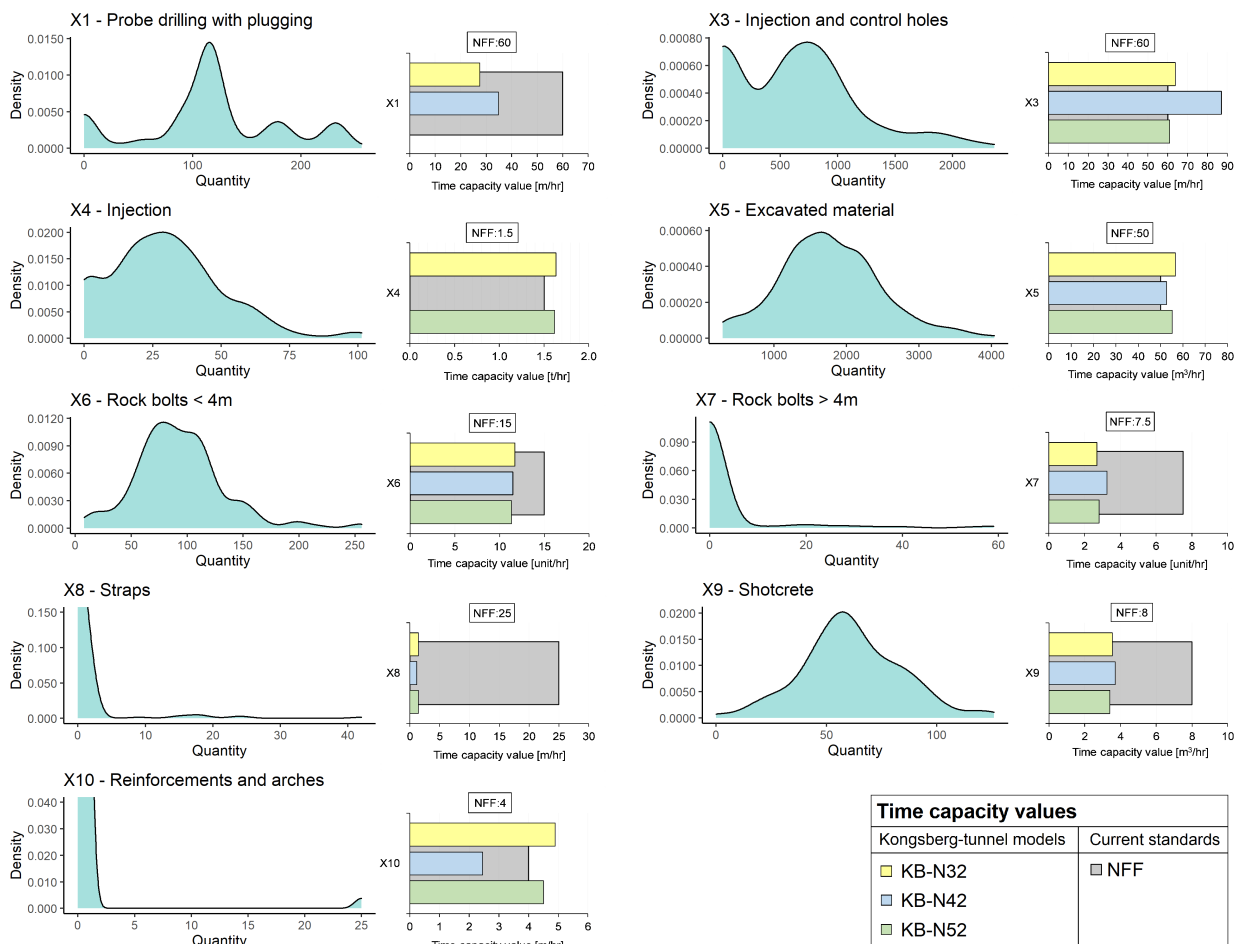 X1 - Probe drilling with plugging
Density
0.0150
0.0100
0.0050
0.0000
100
0
200
Quantity
NFF:60
X1
0 10 20 30 40 50 60 70
Time capacity value [m/hr]
X3 - Injection and control holes
Density
0.00080
0.00060
0.00040
0.00020
0.00000
0 500 1000 1500 2000
Quantity
NFF:60
X3
0 10 20 30 40 50 60 70 80 90
Time capacity value [m/hr]
X4 - Injection
Density
0.0200
0.0150
0.0100
0.0050
0.0000
0 25 50 75 100
Quantity
NFF:1.5
X4
0.0 0.5 1.0 1.5 2.0
Time capacity value [t/hr]
X5 - Excavated material
Density
0.00060
0.00040
0.00020
0.00000
1000 2000 3000 4000
Quantity
NFF:50
X5
0 10 20 30 40 50 60 70 80
Time capacity value [m³/hr]
X6 - Rock bolts < 4m
Density
0.0120
0.0090
0.0060
0.0030
0.0000
0 50 100 150 200 250
Quantity
NFF:15
X6
0 5 10 15 20
Time capacity value [unit/hr]
X7 - Rock bolts > 4m
Density
0.090
0.060
0.030
0.000
0 20 40 60
Quantity
NFF:7.5
X7
0 2 4 6 8 10
Time capacity value [unit/hr]
X8 - Straps
Density
0.150
0.100
0.050
0.000
0 10 20 30 40
Quantity
NFF:25
X8
0 5 10 15 20 25 30
Time capacity value [m/hr]
X9 - Shotcrete
Density
0.0200
0.0150
0.0100
0.0050
0.0000
0 50 100
Quantity
NFF:8
X9
0 2 4 6 8 10
Time capacity value [m³/hr]
X10 - Reinforcements and arches
Density
0.040
0.030
0.020
0.010
0.000
0 5 10 15 20 25
Quantity
NFF:4
X10
0 1 2 3 4 5 6
Time capacity value [m/hr]
Time capacity values
Kongsberg-tunnel models Current standards
KB-N32 NFF
KB-N42
KB-N52